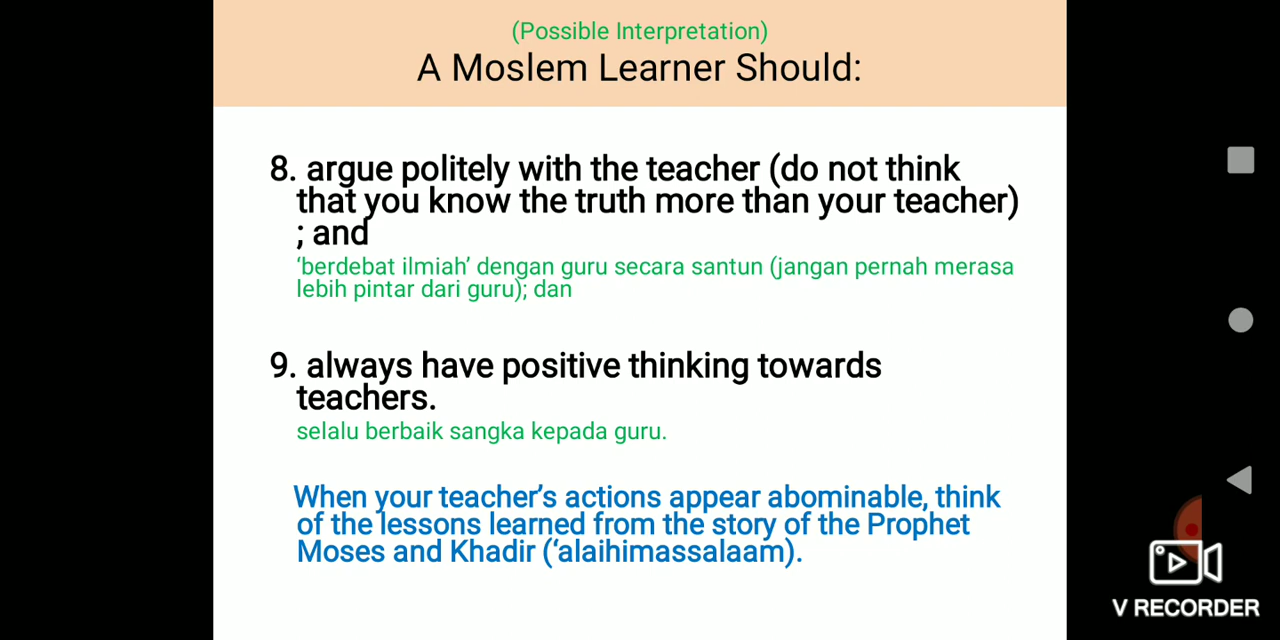 (Possible Interpretation)
A Moslem Learner Should:
8. argue politely with the teacher (do not think
that you know the truth more than your teacher)
; and
‘berdebat ilmiah’ dengan guru secara santun (jangan pernah merasa
lebih pintar dari guru); dan
9. always have positive thinking towards
teachers.
selalu berbaik sangka kepada guru.
When your teacher’s actions appear abominable, think
of the lessons learned from the story of the Prophet
Moses and Khadir (‘alaihimassalaam).
V RECORDER